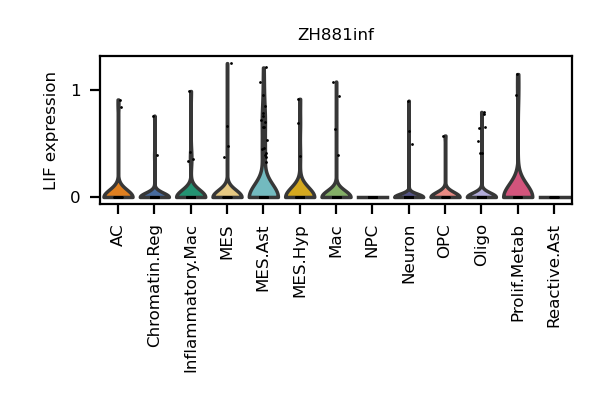 ZH881inf
LIF expression
1
0
AC
Chromatin.Reg
Inflammatory.Mac
MES
MES.Ast
MES.Hyp
Mac
NPC
Neuron
OPC
Oligo
Prolif.Metab
Reactive.Ast